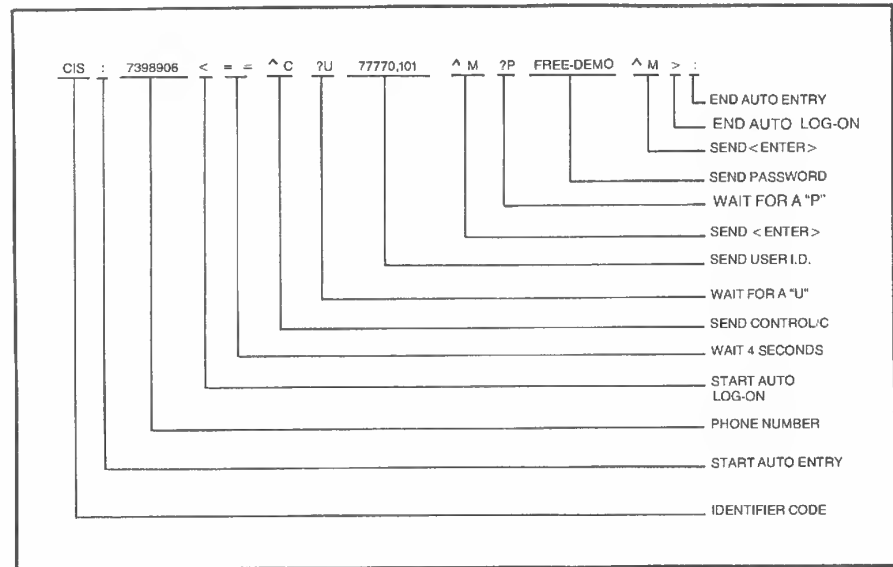 CIS : 7398906 < = = ^ C ?U 77770,101 ^ M ?P FREE-DEMO ^ M > :
END AUTO ENTRY
END AUTO LOG-ON
SEND<ENTER>
SEND PASSWORD
WAIT FOR A "P"
SEND <ENTER>
SEND USER I.D.
WAIT FOR A "U"
SEND CONTROL/C
WAIT 4 SECONDS
START AUTO
LOG-ON
PHONE NUMBER
START AUTO ENTRY
IDENTIFIER CODE